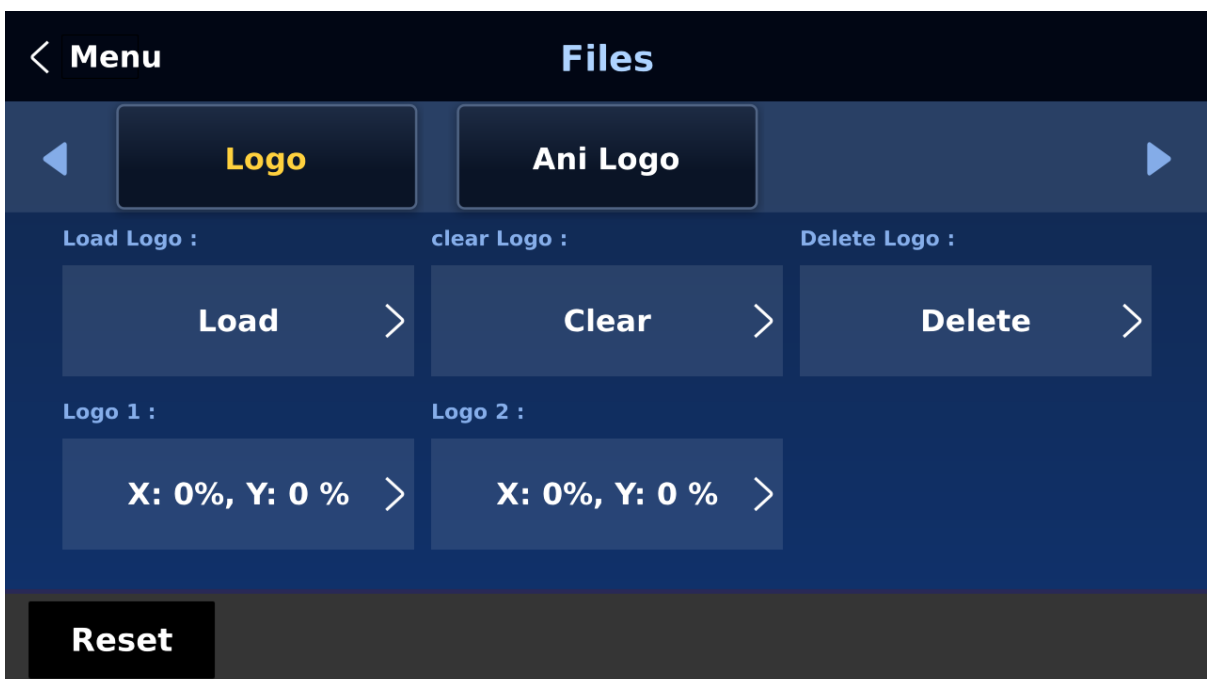 Menu
Files
Logo
Ani Logo
Load Logo :
clear Logo :
Delete Logo :
Load
Clear
Delete
Logo 1 :
Logo 2 :
X: 0%, Y: 0 %
X: 0%, Y: 0 %
Reset